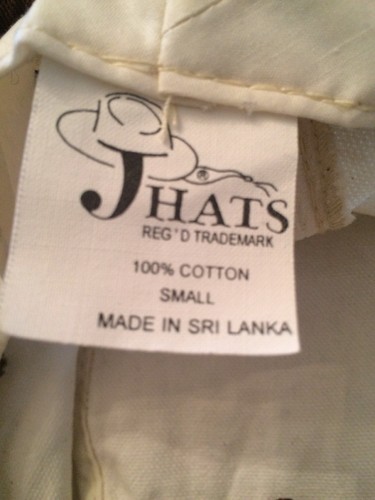 J HATS ®
REG'D TRADEMARK
100% COTTON
SMALL
MADE IN SRI LANKA